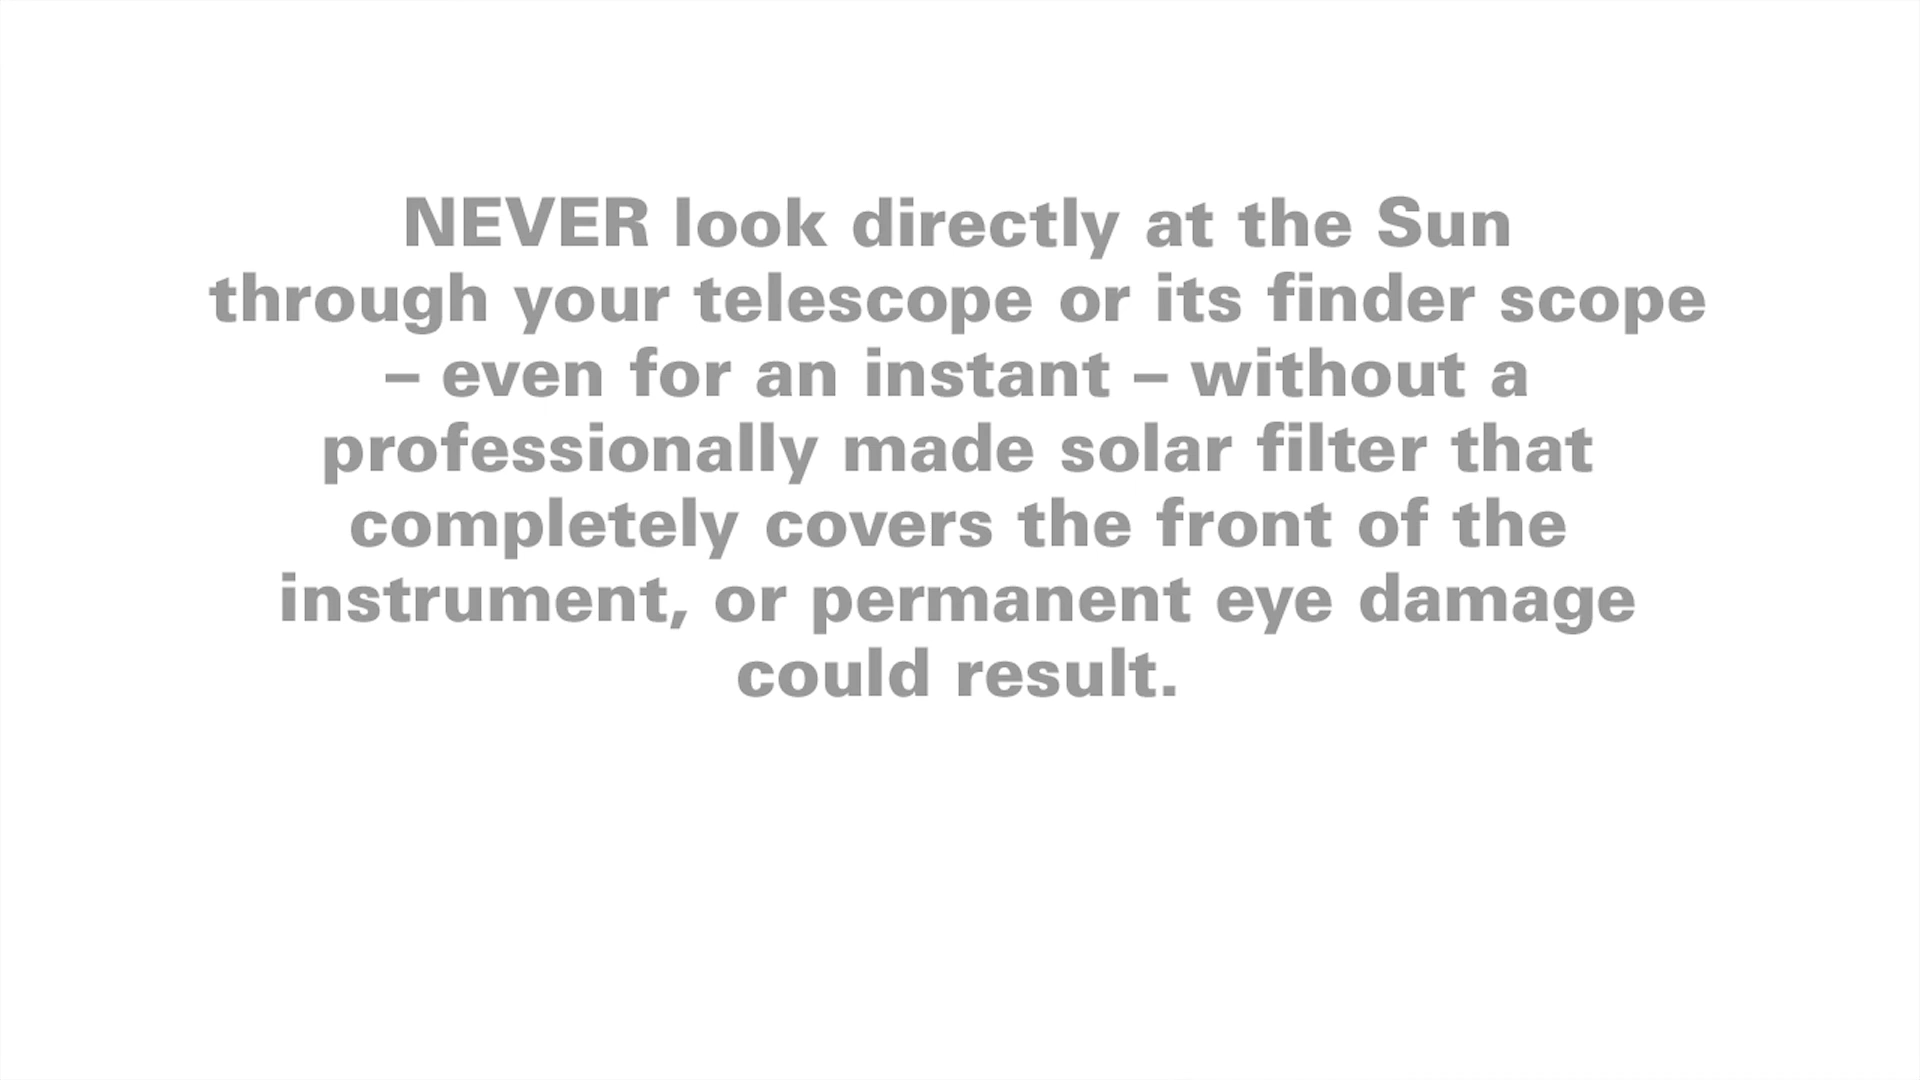 NEVER look directly at the Sun
through your telescope or its finder scope
– even for an instant – without a
professionally made solar filter that
completely covers the front of the
instrument, or permanent eye damage
could result.